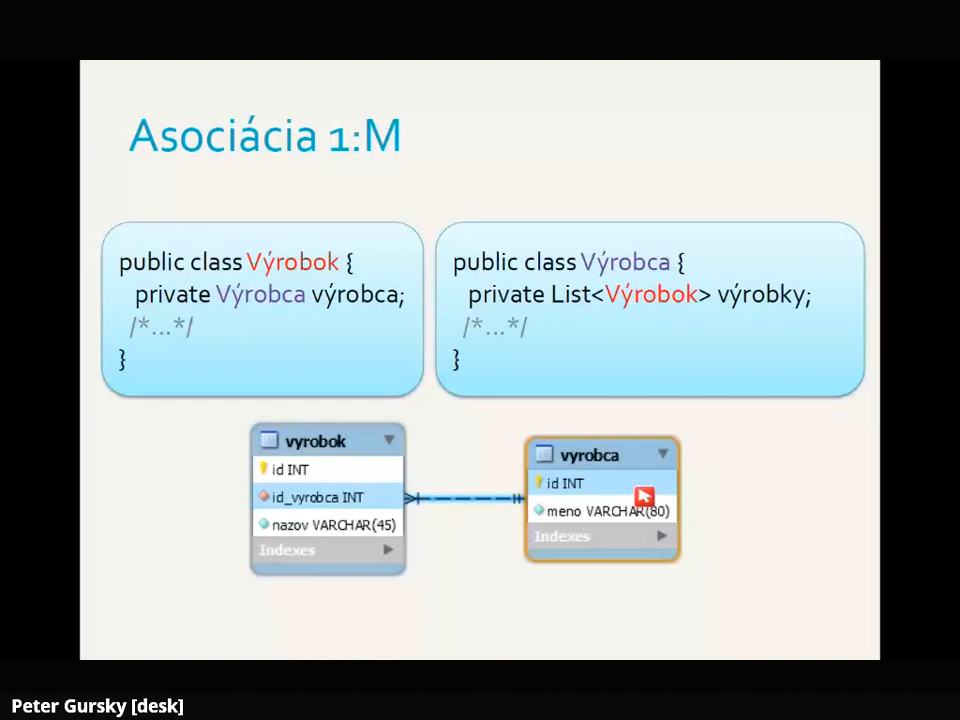 Asociácia 1:M
public class Výrobok {
private Výrobca výrobca;
/*...*/
}
public class Výrobca {
private List<Výrobok> výrobky;
/*...*/
}
vyrobok
id INT
id_vyrobca INT
nazov VARCHAR(45)
Indexes
vyrobca
id INT
meno VARCHAR(80)
Indexes
Peter Gursky [desk]